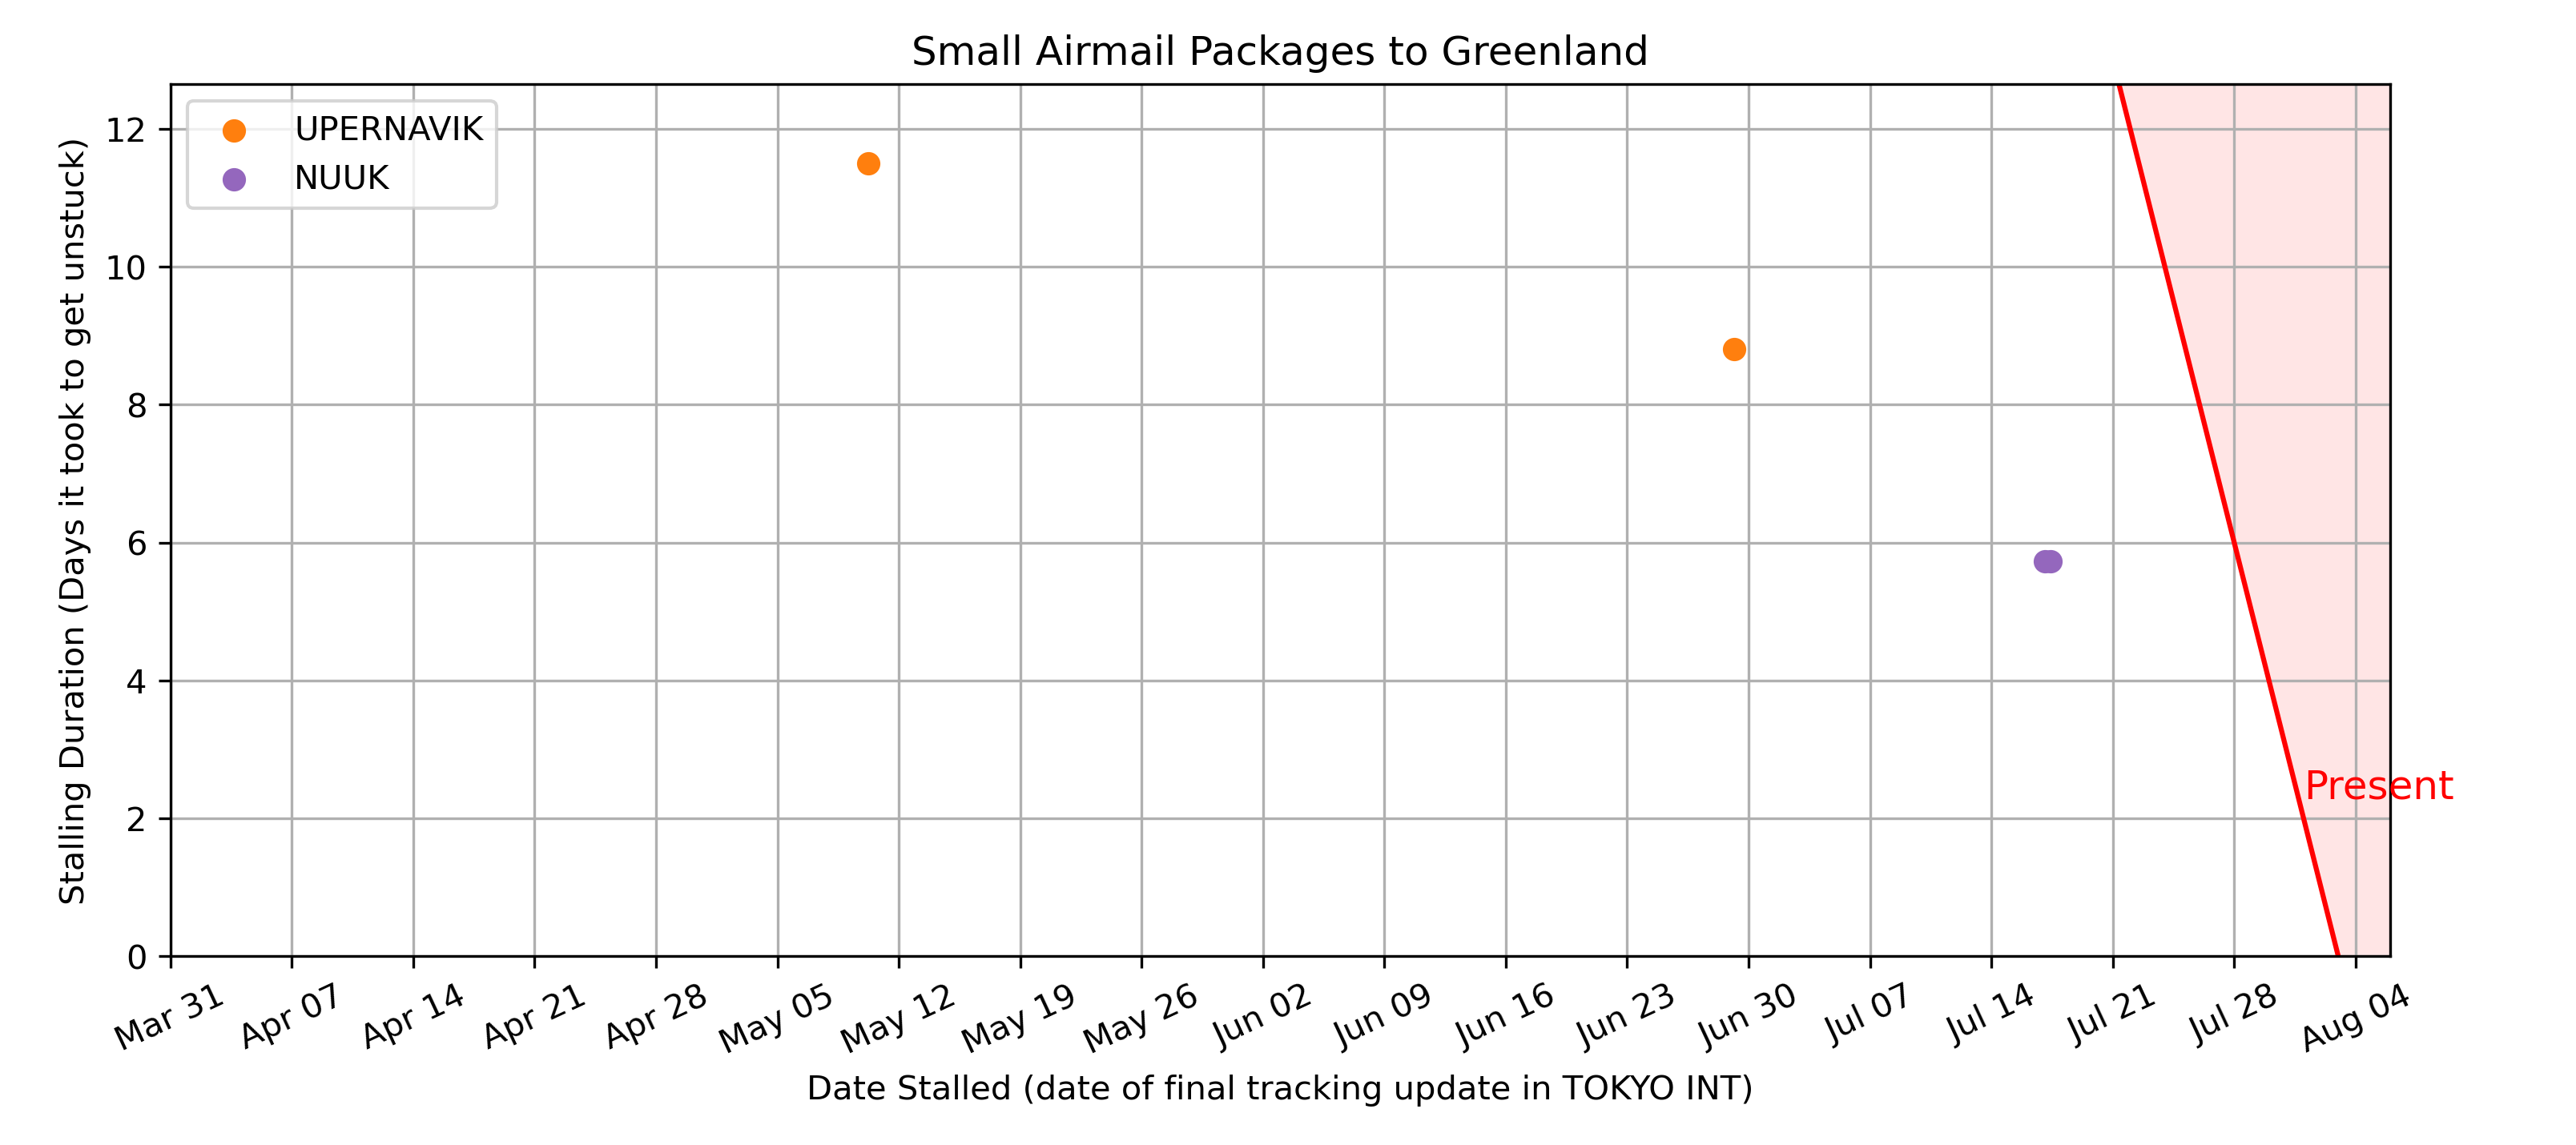 Small Airmail Packages to Greenland
UPERNAVIK
NUUK
Stalling Duration (Days it took to get unstuck)
12
10
8
6
4
2
0
Present
Mar 31
Apr 07
Apr 14
Apr 21
Apr 28
May 05
May 12
May 19
May 26
Jun 02
Jun 09
Jun 16
Jun 23
Jun 30
Jul 07
Jul 14
Jul 21
Jul 28
Aug 04
Date Stalled (date of final tracking update in TOKYO INT)